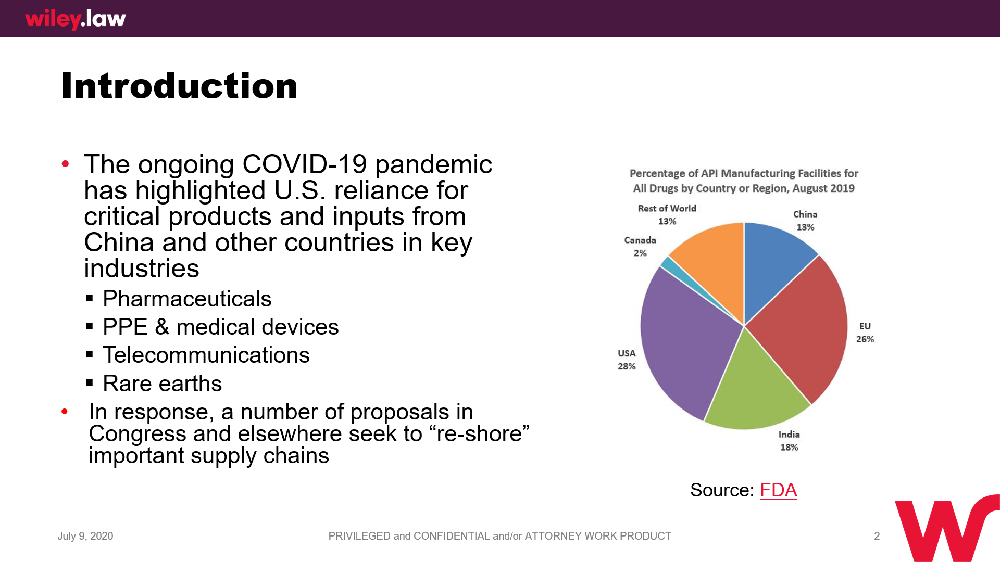 wiley.law
Introduction
• The ongoing COVID-19 pandemic
has highlighted U.S. reliance for
critical products and inputs from
China and other countries in key
industries
▪ Pharmaceuticals
▪ PPE & medical devices
▪ Telecommunications
▪ Rare earths
• In response, a number of proposals in
Congress and elsewhere seek to “re-shore”
important supply chains
Percentage of API Manufacturing Facilities for
All Drugs by Country or Region, August 2019
Rest of World
13%
China
13%
Canada
2%
EU
26%
USA
28%
India
18%
Source: FDA
July 9, 2020
PRIVILEGED and CONFIDENTIAL and/or ATTORNEY WORK PRODUCT
2
w